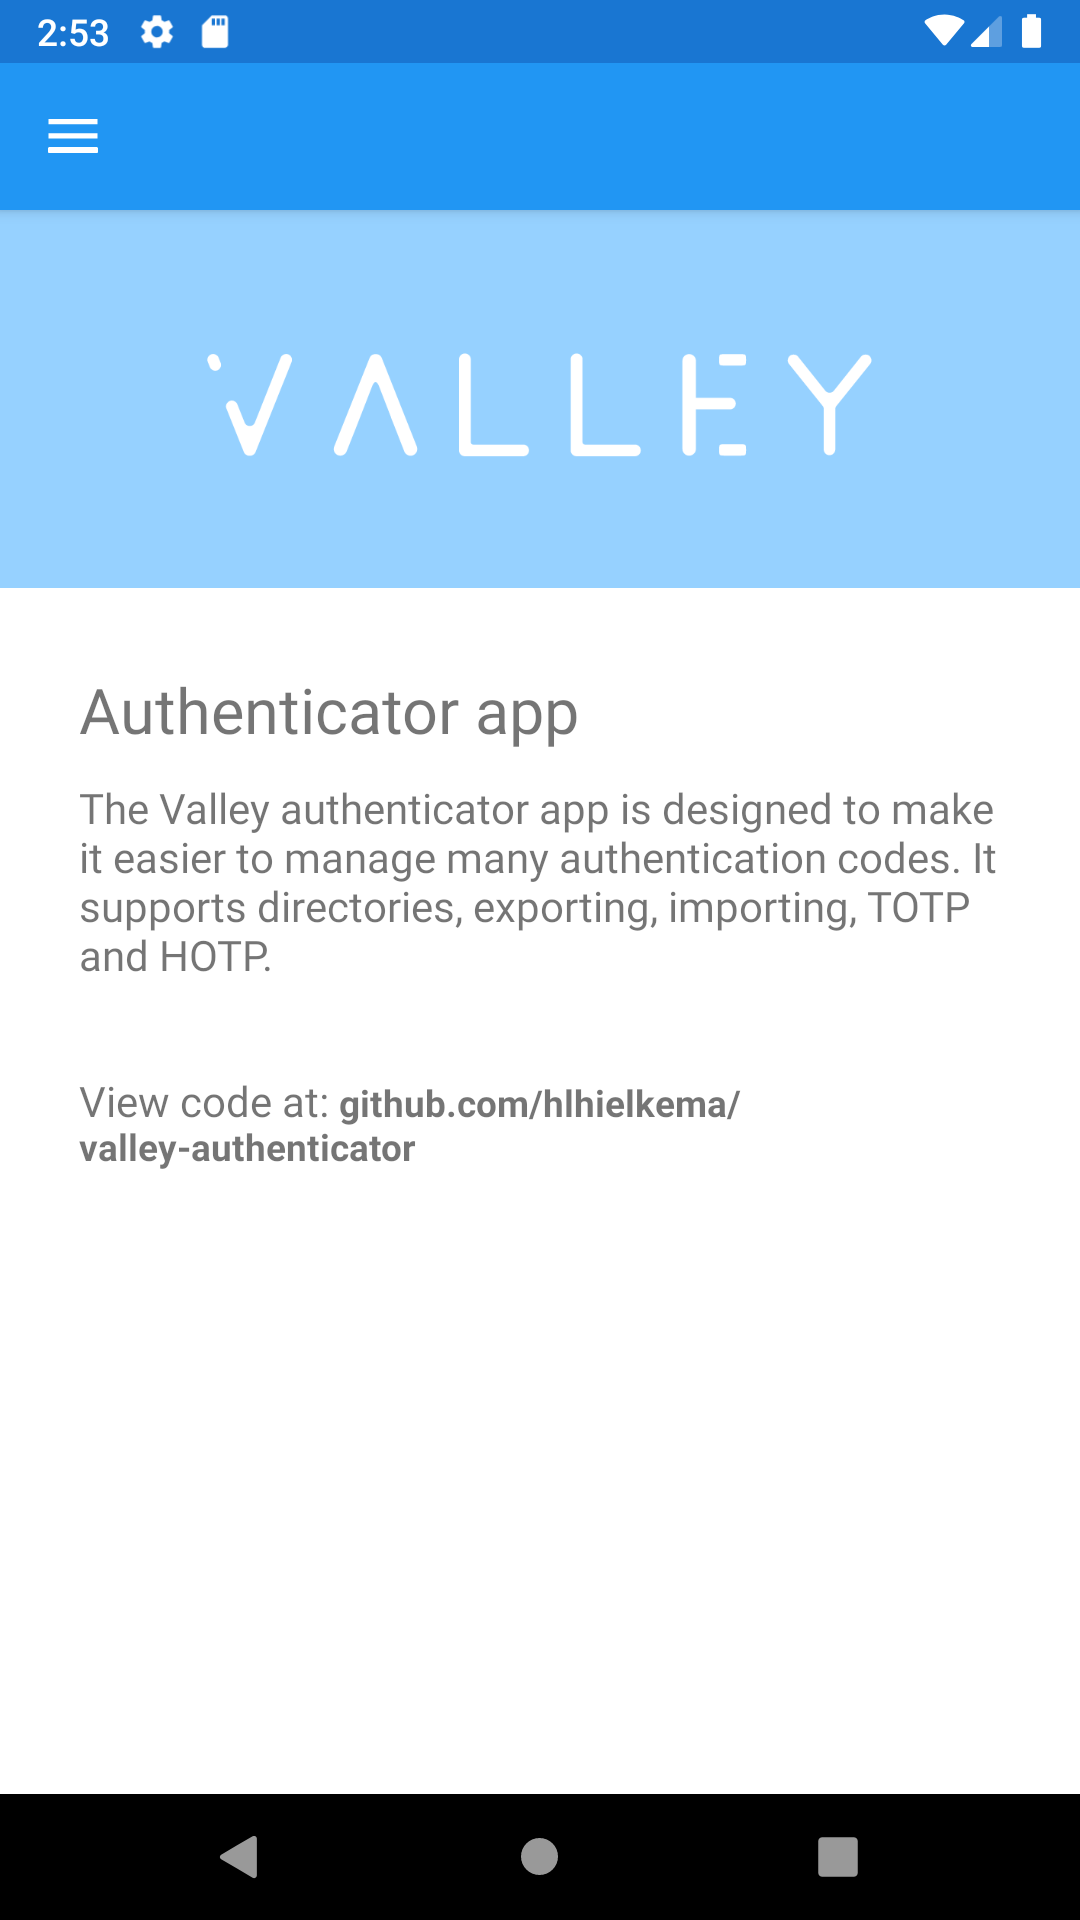 2:53
VALLEY
Authenticator app
The Valley authenticator app is designed to make
it easier to manage many authentication codes. It
supports directories, exporting, importing, TOTP
and HOTP.
View code at: github.com/hlhielkema/
valley-authenticator